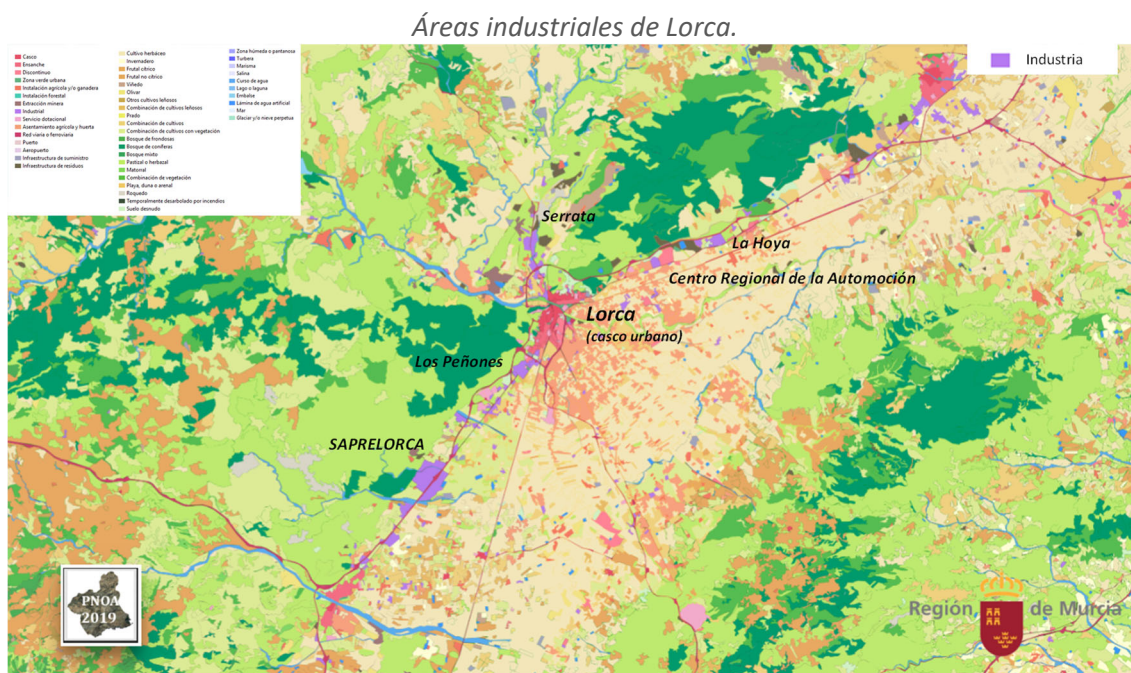 Áreas industriales de Lorca.
Casco
Ensanche
Discontinuo
Zona verde urbana
Instalación agrícola y/o ganadera
Instalación forestal
Extracción minera
Industrial
Servicio dotacional
Asentamiento agrícola y huerta
Red viaria o ferroviaria
Puerto
Aeropuerto
Infraestructura de suministro
Infraestructura de residuos
Cultivo herbáceo
Invernadero
Frutal cítrico
Frutal no cítrico
Viñedo
Olivar
Otros cultivos leñosos
Combinación de cultivos leñosos
Prado
Combinación de cultivos
Combinación de cultivos con vegetación
Bosque de frondosas
Bosque de coníferas
Bosque mixto
Pastizal o herbazal
Matorral
Combinación de vegetación
Playa, duna o arenal
Roquedo
Temporalmente desarbolado por incendios
Suelo desnudo
Zona húmeda o pantanosa
Turbera
Marisma
Salina
Curso de agua
Lago o laguna
Embalse
Lámina de agua artificial
Mar
Glaciar y/o nieve perpetua
Industria
Serrata
La Hoya
Centro Regional de la Automoción
Lorca
(casco urbano)
Los Peñones
SAPRELORCA
PNOA
2019
Región de Murcia